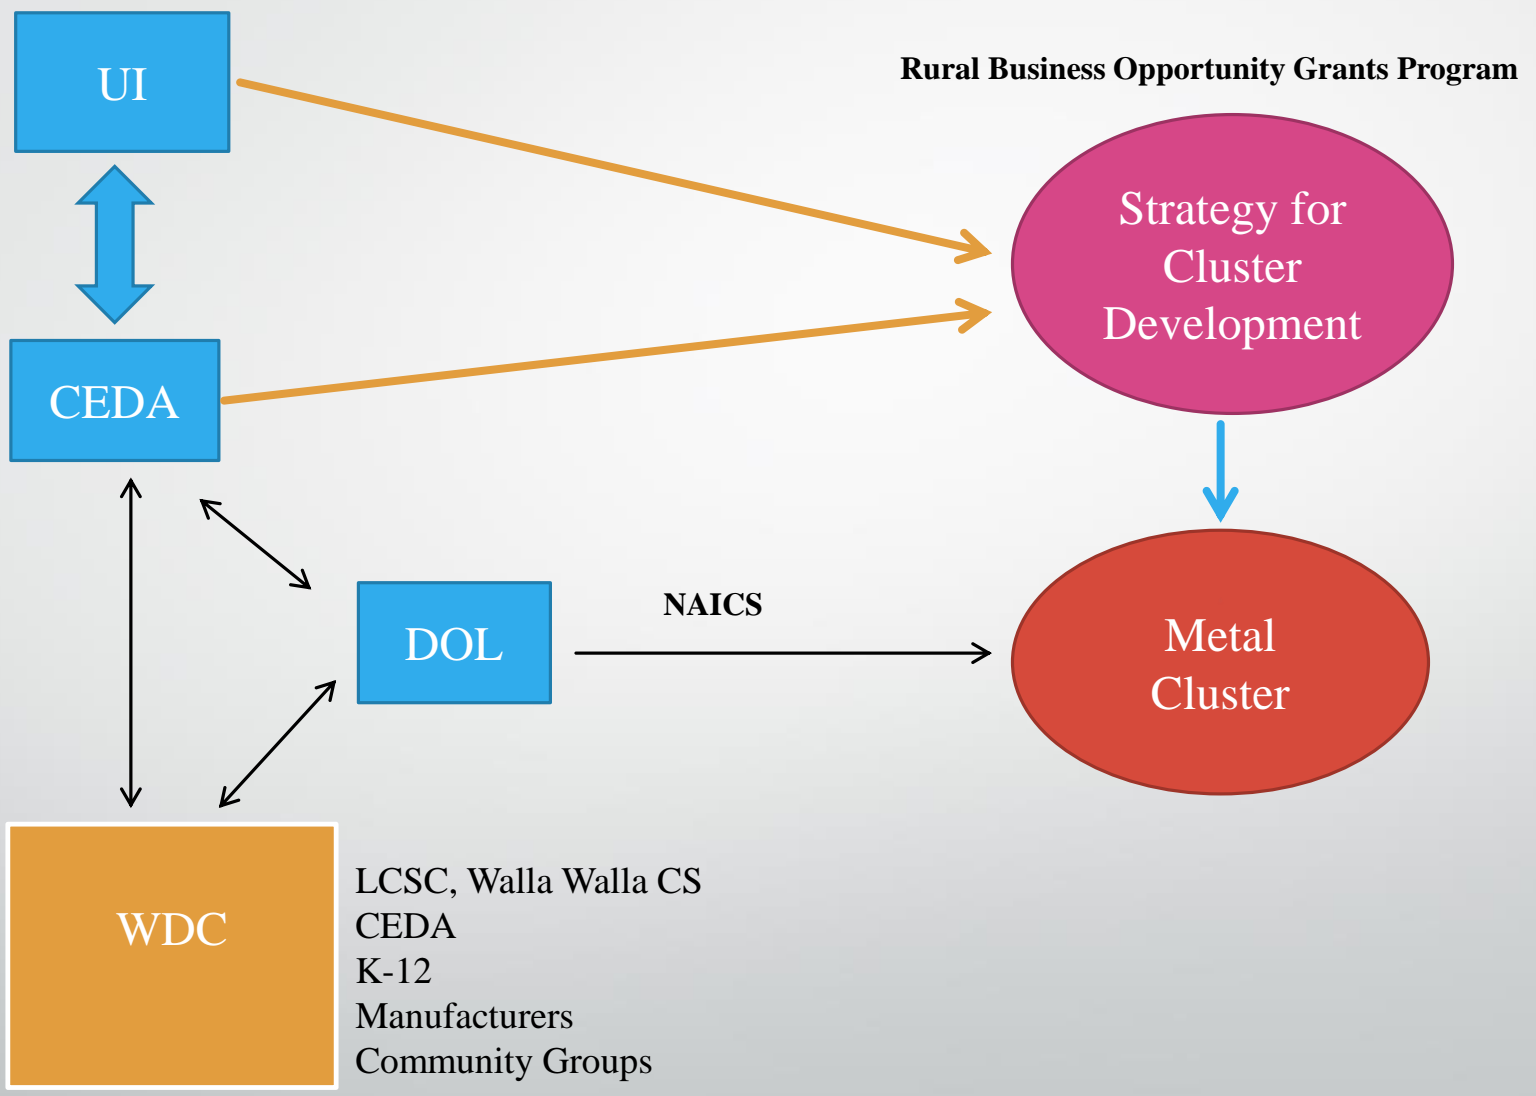 UI
Rural Business Opportunity Grants Program
Strategy for
Cluster
Development
CEDA
NAICS
DOL
Metal
Cluster
WDC
LCSC, Walla Walla CS
CEDA
K-12
Manufacturers
Community Groups